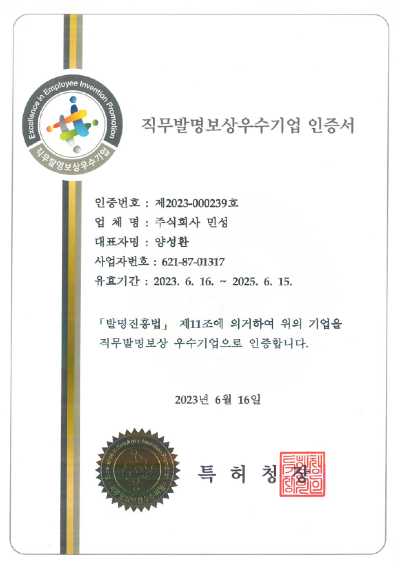 Excellence in Employee Invention Promotion
직무발명보상우수기업
직무발명보상우수기업 인증서
인증번호 : 제2023-000239호
업 체 명 : 주식회사 민성
대표자명 : 양성환
사업자번호 : 621-87-01317
유효기간 : 2023. 6. 16. ~ 2025. 6. 15.
「발명진흥법」 제11조에 의거하여 위의 기업을
직무발명보상 우수기업으로 인증합니다.
2023년 6월 16일
특 허 청 장